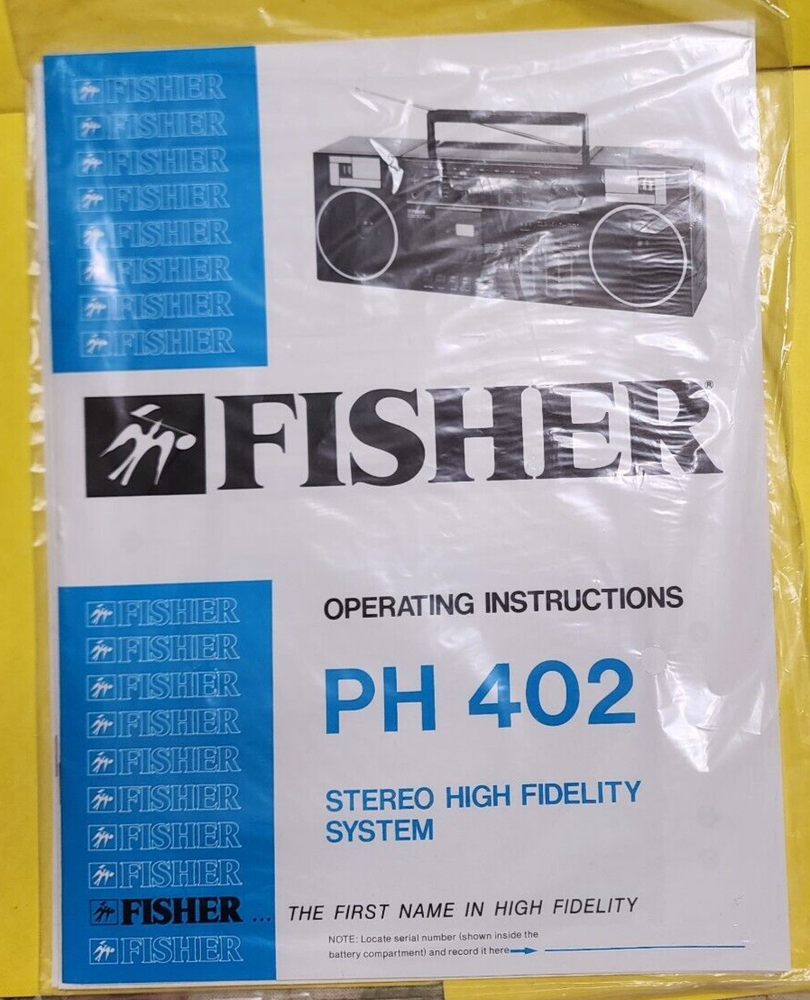 FISHER
FISHER
FISHER
FISHER
FISHER
FISHER
FISHER
FISHER
FISHER®
OPERATING INSTRUCTIONS
PH 402
STEREO HIGH FIDELITY
SYSTEM
FISHER
FISHER
FISHER
FISHER
FISHER
FISHER
FISHER
FISHER
FISHER ... THE FIRST NAME IN HIGH FIDELITY
FISHER
NOTE: Locate serial number (shown inside the
battery compartment) and record it here